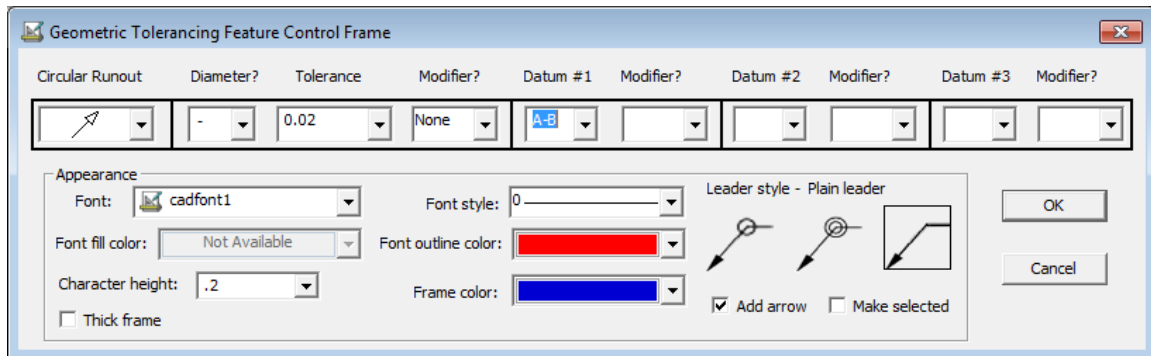 Geometric Tolerancing Feature Control Frame
Circular Runout Diameter? Tolerance Modifier? Datum #1 Modifier? Datum #2 Modifier? Datum #3 Modifier?
- 0.02 None A-B
Appearance
Font: cadfont1 Font style: 0 Leader style - Plain leader OK
Font fill color: Not Available Font outline color:
Character height: .2 Frame color: Cancel
Thick frame Add arrow Make selected